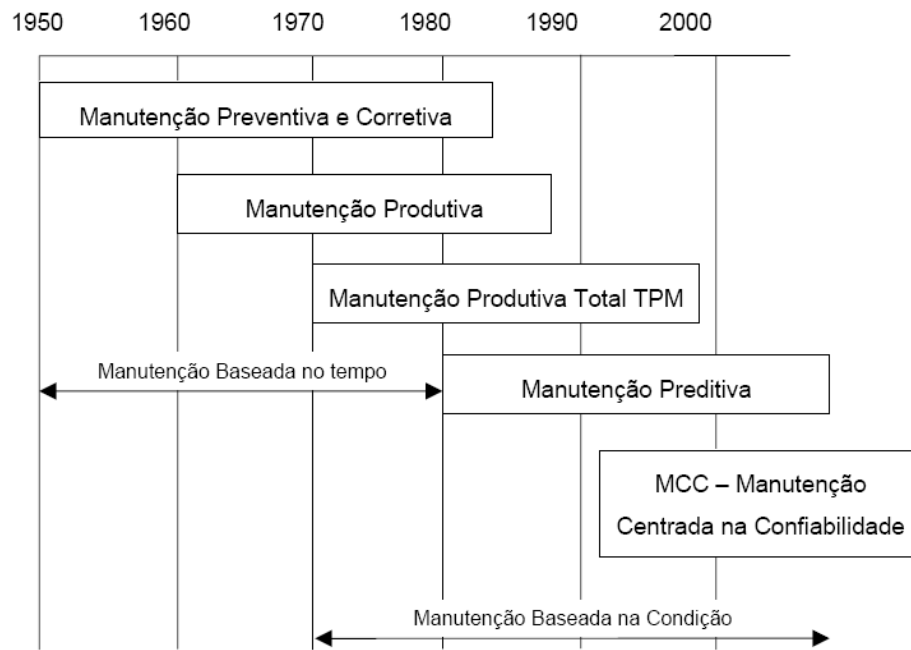 1950 1960 1970 1980 1990 2000
Manutenção Preventiva e Corretiva
Manutenção Produtiva
Manutenção Produtiva Total TPM
Manutenção Baseada no tempo
Manutenção Preditiva
MCC – Manutenção
Centrada na Confiabilidade
Manutenção Baseada na Condição